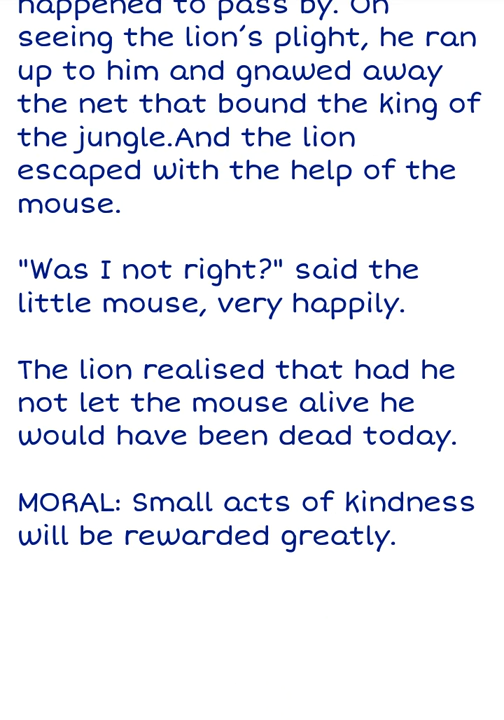 happened to pass by. On
seeing the lion's plight, he ran
up to him and gnawed away
the net that bound the king of
the jungle.And the lion
escaped with the help of the
mouse.
"Was I not right?" said the
little mouse, very happily.
The lion realised that had he
not let the mouse alive he
would have been dead today.
MORAL: Small acts of kindness
will be rewarded greatly.